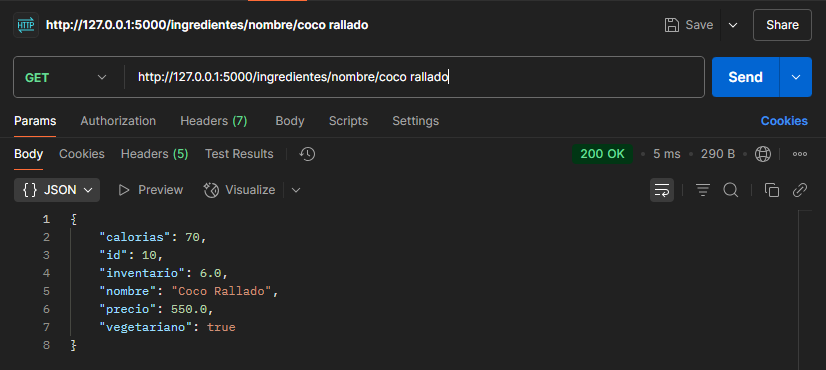 HTTP http://127.0.0.1:5000/ingredientes/nombre/coco rallado Save Share
GET http://127.0.0.1:5000/ingredientes/nombre/coco rallado Send
Params Authorization Headers (7) Body Scripts Settings Cookies
Body Cookies Headers (5) Test Results 200 OK • 5 ms • 290 B
{} JSON Preview Visualize
1 {
2 "calorias": 70,
3 "id": 10,
4 "inventario": 6.0,
5 "nombre": "Coco Rallado",
6 "precio": 550.0,
7 "vegetariano": true
8 }